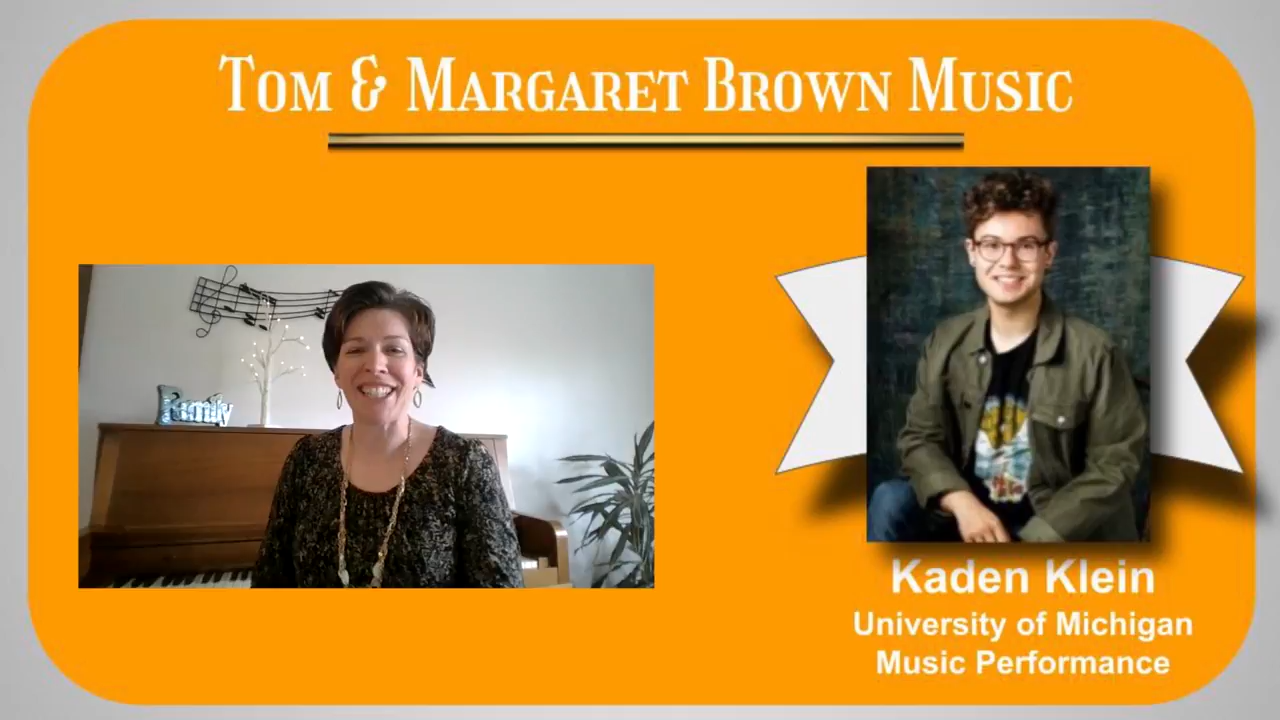 Tom & Margaret Brown Music
Family
Kaden Klein
University of Michigan
Music Performance